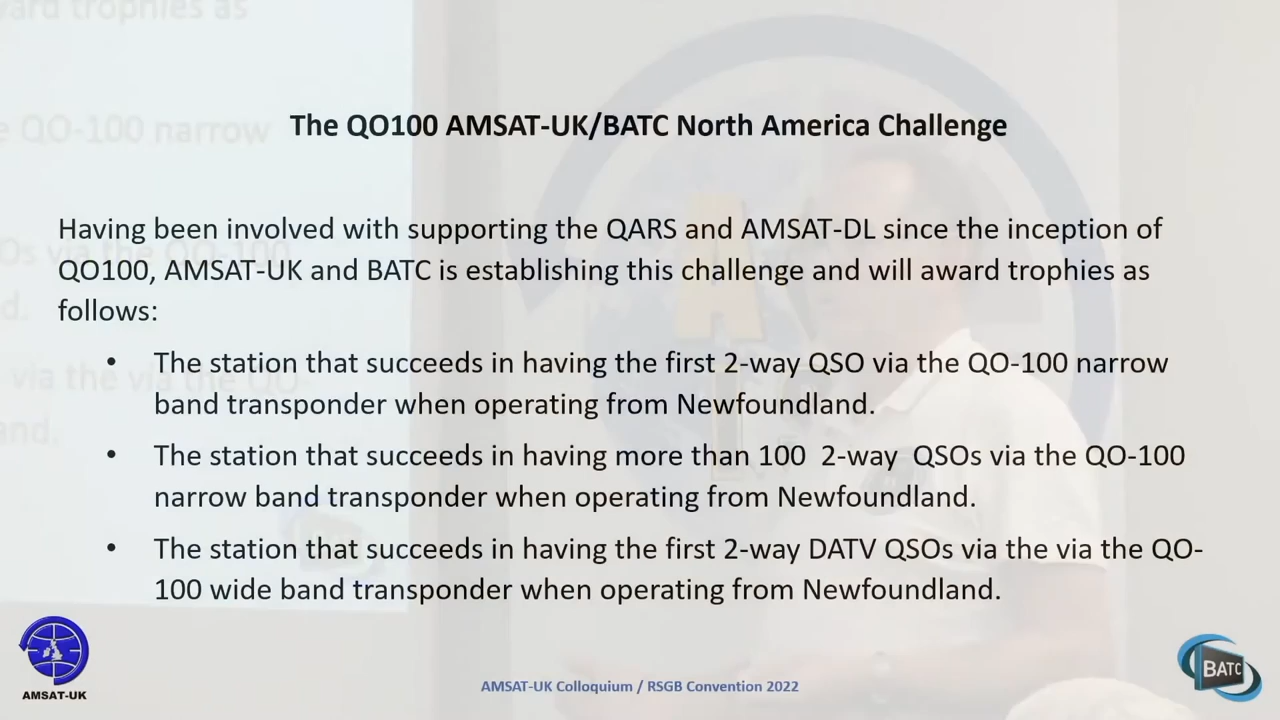 The QO100 AMSAT-UK/BATC North America Challenge
Having been involved with supporting the QARS and AMSAT-DL since the inception of
QO100, AMSAT-UK and BATC is establishing this challenge and will award trophies as
follows:
• The station that succeeds in having the first 2-way QSO via the QO-100 narrow
band transponder when operating from Newfoundland.
• The station that succeeds in having more than 100 2-way QSOs via the QO-100
narrow band transponder when operating from Newfoundland.
• The station that succeeds in having the first 2-way DATV QSOs via the via the QO-
100 wide band transponder when operating from Newfoundland.
AMSAT-UK
AMSAT-UK Colloquium / RSGB Convention 2022
BATC